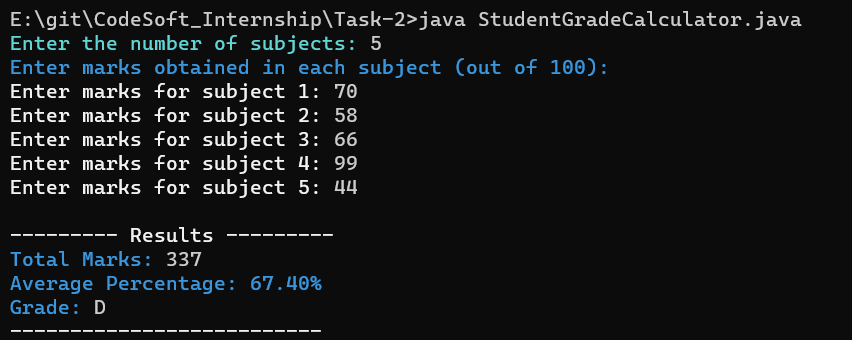 E:\git\CodeSoft_Internship\Task-2>java StudentGradeCalculator.java
Enter the number of subjects: 5
Enter marks obtained in each subject (out of 100):
Enter marks for subject 1: 70
Enter marks for subject 2: 58
Enter marks for subject 3: 66
Enter marks for subject 4: 99
Enter marks for subject 5: 44
--------- Results ---------
Total Marks: 337
Average Percentage: 67.40%
Grade: D
--------------------------